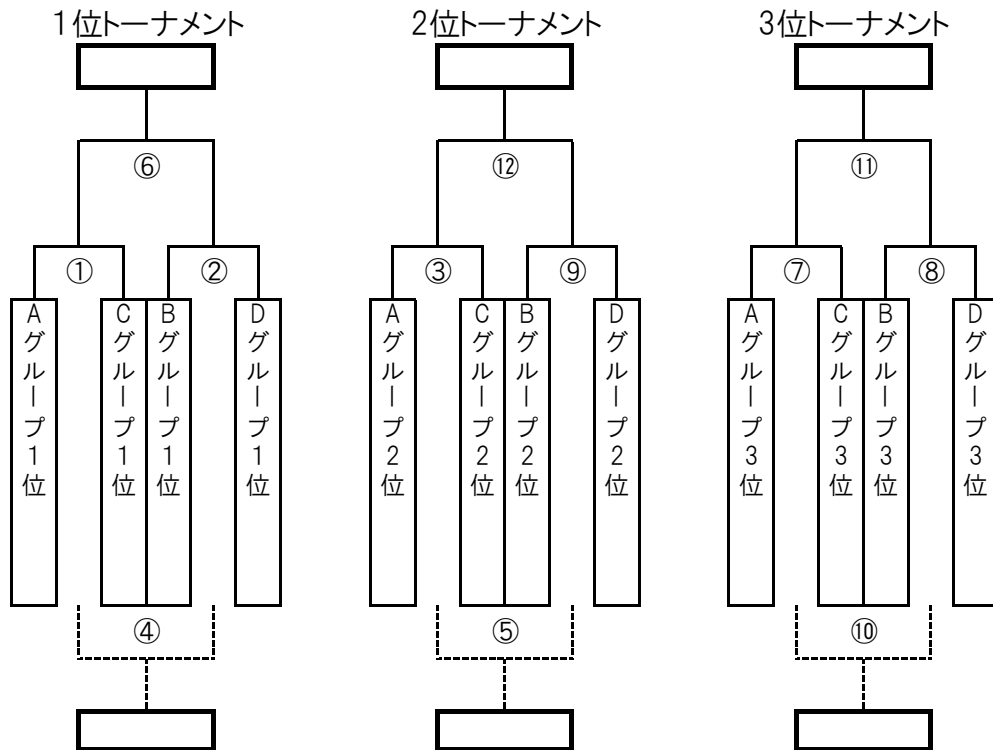 1位トーナメント
2位トーナメント
3位トーナメント
⑥
⑫
⑪
①
②
③
⑨
⑦
⑧
Aグループ1位
Cグループ1位
Bグループ1位
Dグループ1位
Aグループ2位
Cグループ2位
Bグループ2位
Dグループ2位
Aグループ3位
Cグループ3位
Bグループ3位
Dグループ3位
④
⑤
⑩